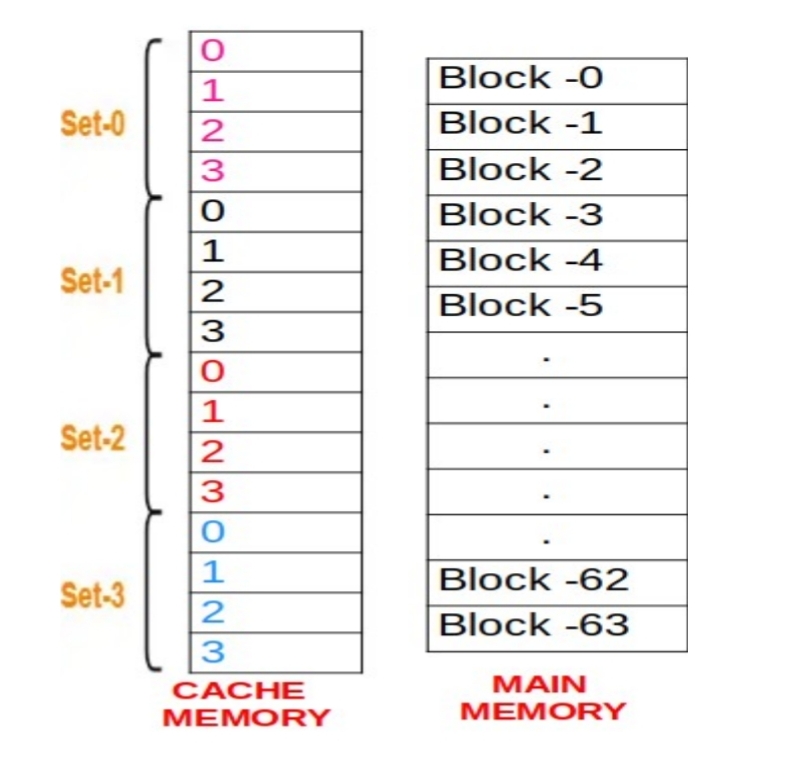 Set-0
0
1
2
3
Set-1
0
1
2
3
Set-2
0
1
2
3
Set-3
0
1
2
3
CACHE
MEMORY
Block -0
Block -1
Block -2
Block -3
Block -4
Block -5
.
.
.
.
.
Block -62
Block -63
MAIN
MEMORY